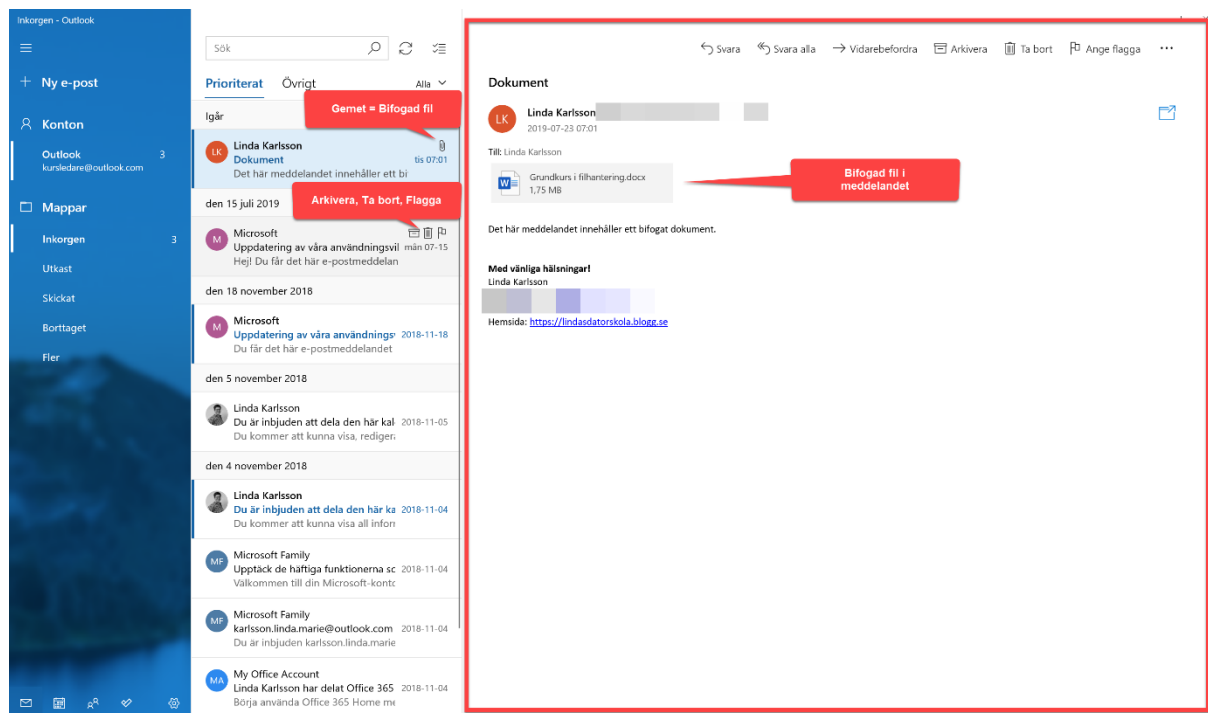 Inkorgen - Outlook
Ny e-post
Konton
Outlook 3
kursledare@outlook.com
Mappar
Inkorgen 3
Utkast
Skickat
Borttaget
Fler
Sök
Prioriterat Övrigt Alla
Igår
Gemet = Bifogad fil
LK
Linda Karlsson
Dokument tis 07:01
Det här meddelandet innehåller ett bi
den 15 juli 2019
Arkivera, Ta bort, Flagga
M
Microsoft
Uppdatering av våra användningsvil mån 07-15
Hej! Du får det här e-postmeddelan
den 18 november 2018
M
Microsoft
Uppdatering av våra användnings 2018-11-18
Du får det här e-postmeddelandet
den 5 november 2018
Linda Karlsson
Du är inbjuden att dela den här kal 2018-11-05
Du kommer att kunna visa, redigera
den 4 november 2018
Linda Karlsson
Du är inbjuden att dela den här ka 2018-11-04
Du kommer att kunna visa all inforr
MF
Microsoft Family
Upptäck de häftiga funktionerna sc 2018-11-04
Välkommen till din Microsoft-kontc
MF
Microsoft Family
karlsson.linda.marie@outlook.com 2018-11-04
Du är inbjuden karlsson.linda.marie
MA
My Office Account
Linda Karlsson har delat Office 365 2018-11-04
Börja använda Office 365 Home me
Svara Svara alla Vidarebefordra Arkivera Ta bort Ange flagga
Dokument
LK
Linda Karlsson
2019-07-23 07:01
Till: Linda Karlsson
W
Grundkurs i filhantering.docx
1,75 MB
Bifogad fil i
meddelandet
Det här meddelandet innehåller ett bifogat dokument.
Med vänliga hälsningar!
Linda Karlsson
Hemsida: https://lindasdatorskola.blogg.se